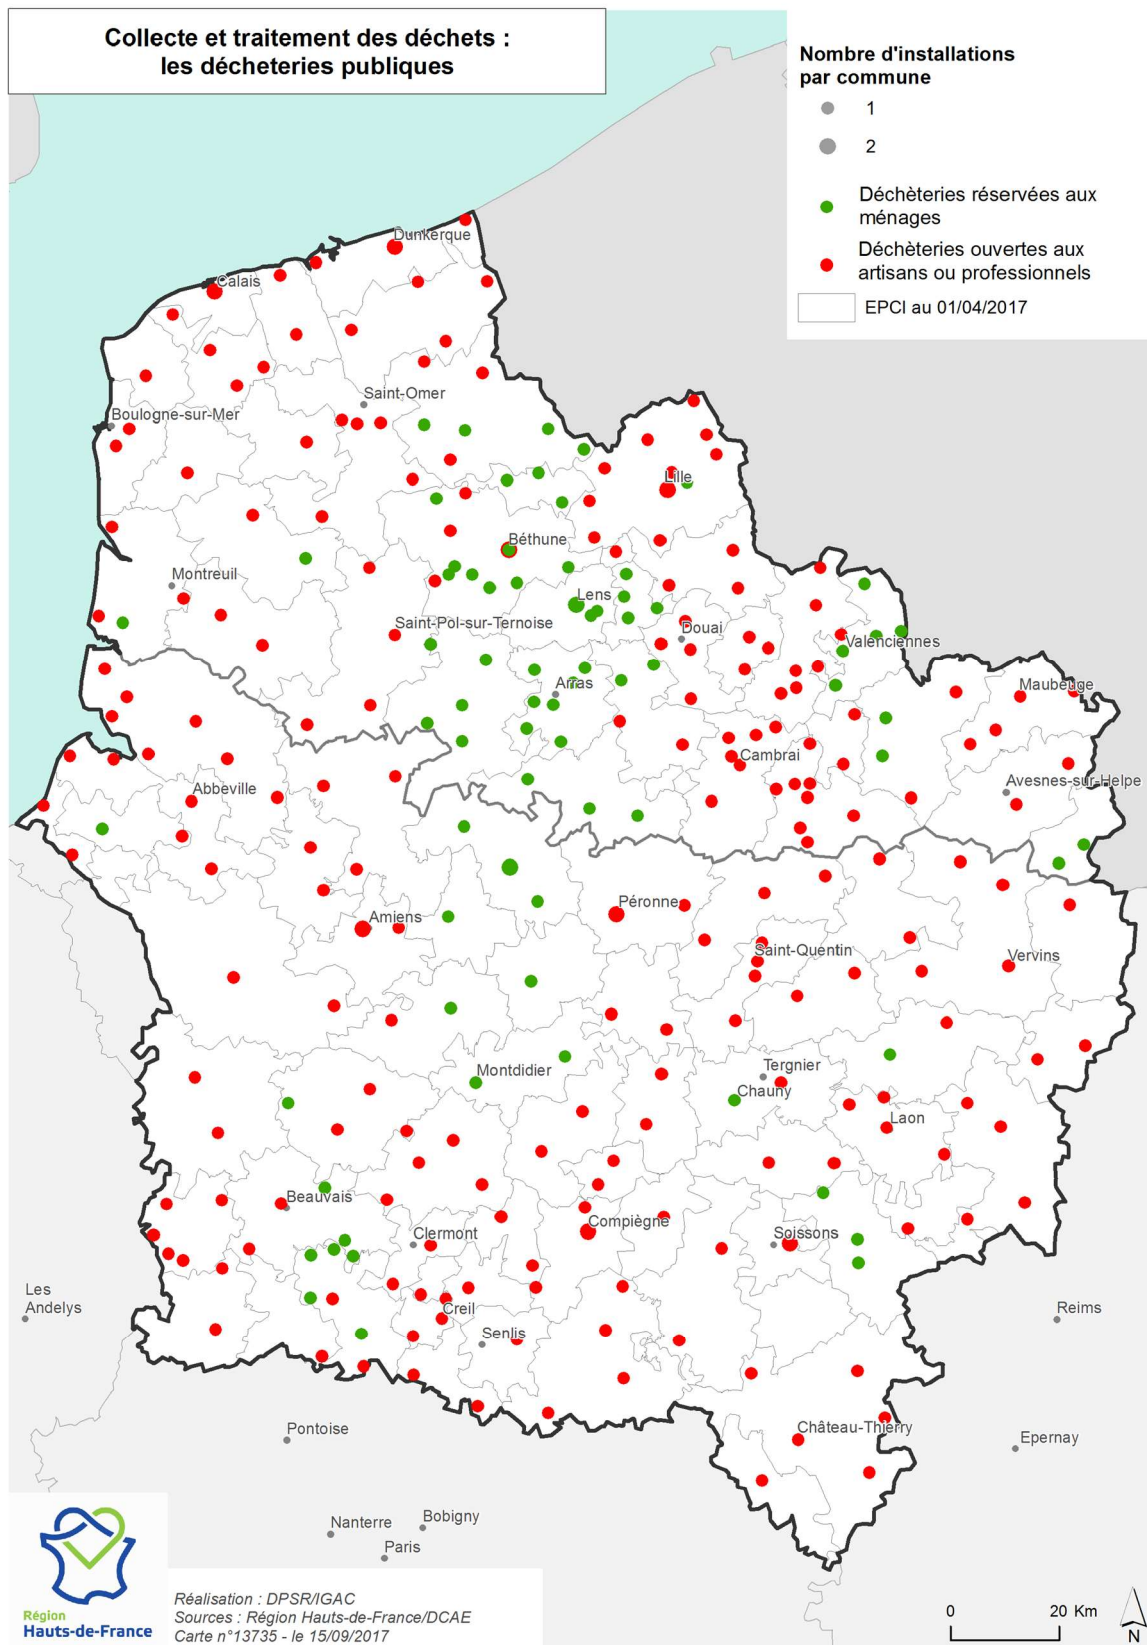 Collecte et traitement des déchets :
les décheteries publiques
Nombre d'installations
par commune
1
2
Déchèteries réservées aux
ménages
Déchèteries ouvertes aux
artisans ou professionnels
EPCI au 01/04/2017
Dunkerque
Calais
Saint-Omer
Boulogne-sur-Mer
Lille
Béthune
Montreuil
Lens
Saint-Pol-sur-Ternoise
Douai
Valenciennes
Arras
Maubeuge
Cambrai
Avesnes-sur-Helpe
Abbeville
Péronne
Amiens
Saint-Quentin
Vervins
Montdidier
Tergnier
Chauny
Laon
Beauvais
Clermont
Compiègne
Soissons
Les
Andelys
Creil
Senlis
Reims
Pontoise
Château-Thierry
Epernay
Nanterre
Bobigny
Paris
Région
Hauts-de-France
Réalisation : DPSR/IGAC
Sources : Région Hauts-de-France/DCAE
Carte n°13735 - le 15/09/2017
0 20 Km
N